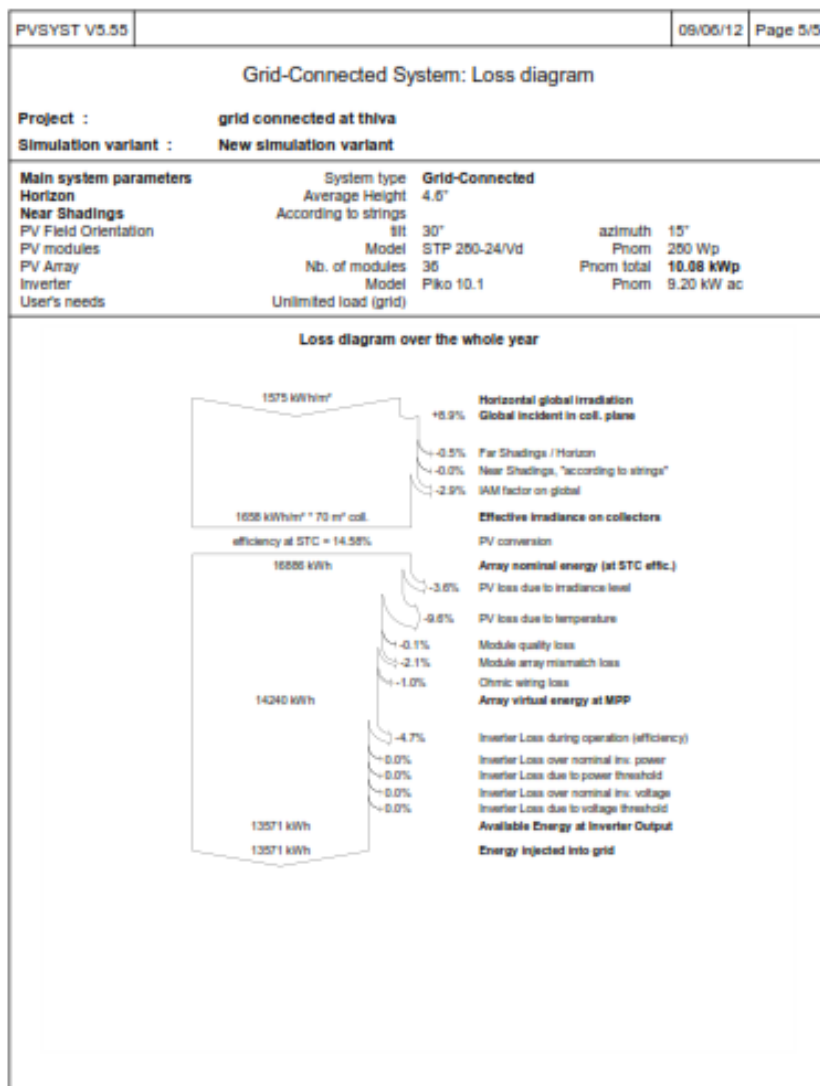 PVSYST V5.55 09/06/12 Page 5/5
Grid-Connected System: Loss diagram
Project : grid connected at thiva
Simulation variant : New simulation variant
Main system parameters System type Grid-Connected
Horizon Average Height 4.6°
Near Shadings According to strings
PV Field Orientation tilt 30° azimuth 15°
PV modules Model STP 280-24/Vd Pnom 280 Wp
PV Array Nb. of modules 36 Pnom total 10.08 kWp
Inverter Model Piko 10.1 Pnom 9.20 kW ac
User's needs Unlimited load (grid)
Loss diagram over the whole year
1575 kWh/m² Horizontal global irradiation
+8.9% Global incident in coll. plane
-0.5% Far Shadings / Horizon
-0.0% Near Shadings, "according to strings"
-2.9% IAM factor on global
1658 kWh/m² * 70 m² coll. Effective irradiance on collectors
efficiency at STC = 14.58% PV conversion
16886 kWh Array nominal energy (at STC effic.)
-3.6% PV loss due to irradiance level
-9.6% PV loss due to temperature
-0.1% Module quality loss
-2.1% Module array mismatch loss
-1.0% Ohmic wiring loss
14240 kWh Array virtual energy at MPP
-4.7% Inverter Loss during operation (efficiency)
0.0% Inverter Loss over nominal inv. power
0.0% Inverter Loss due to power threshold
0.0% Inverter Loss over nominal inv. voltage
0.0% Inverter Loss due to voltage threshold
13571 kWh Available Energy at Inverter Output
13571 kWh Energy injected into grid